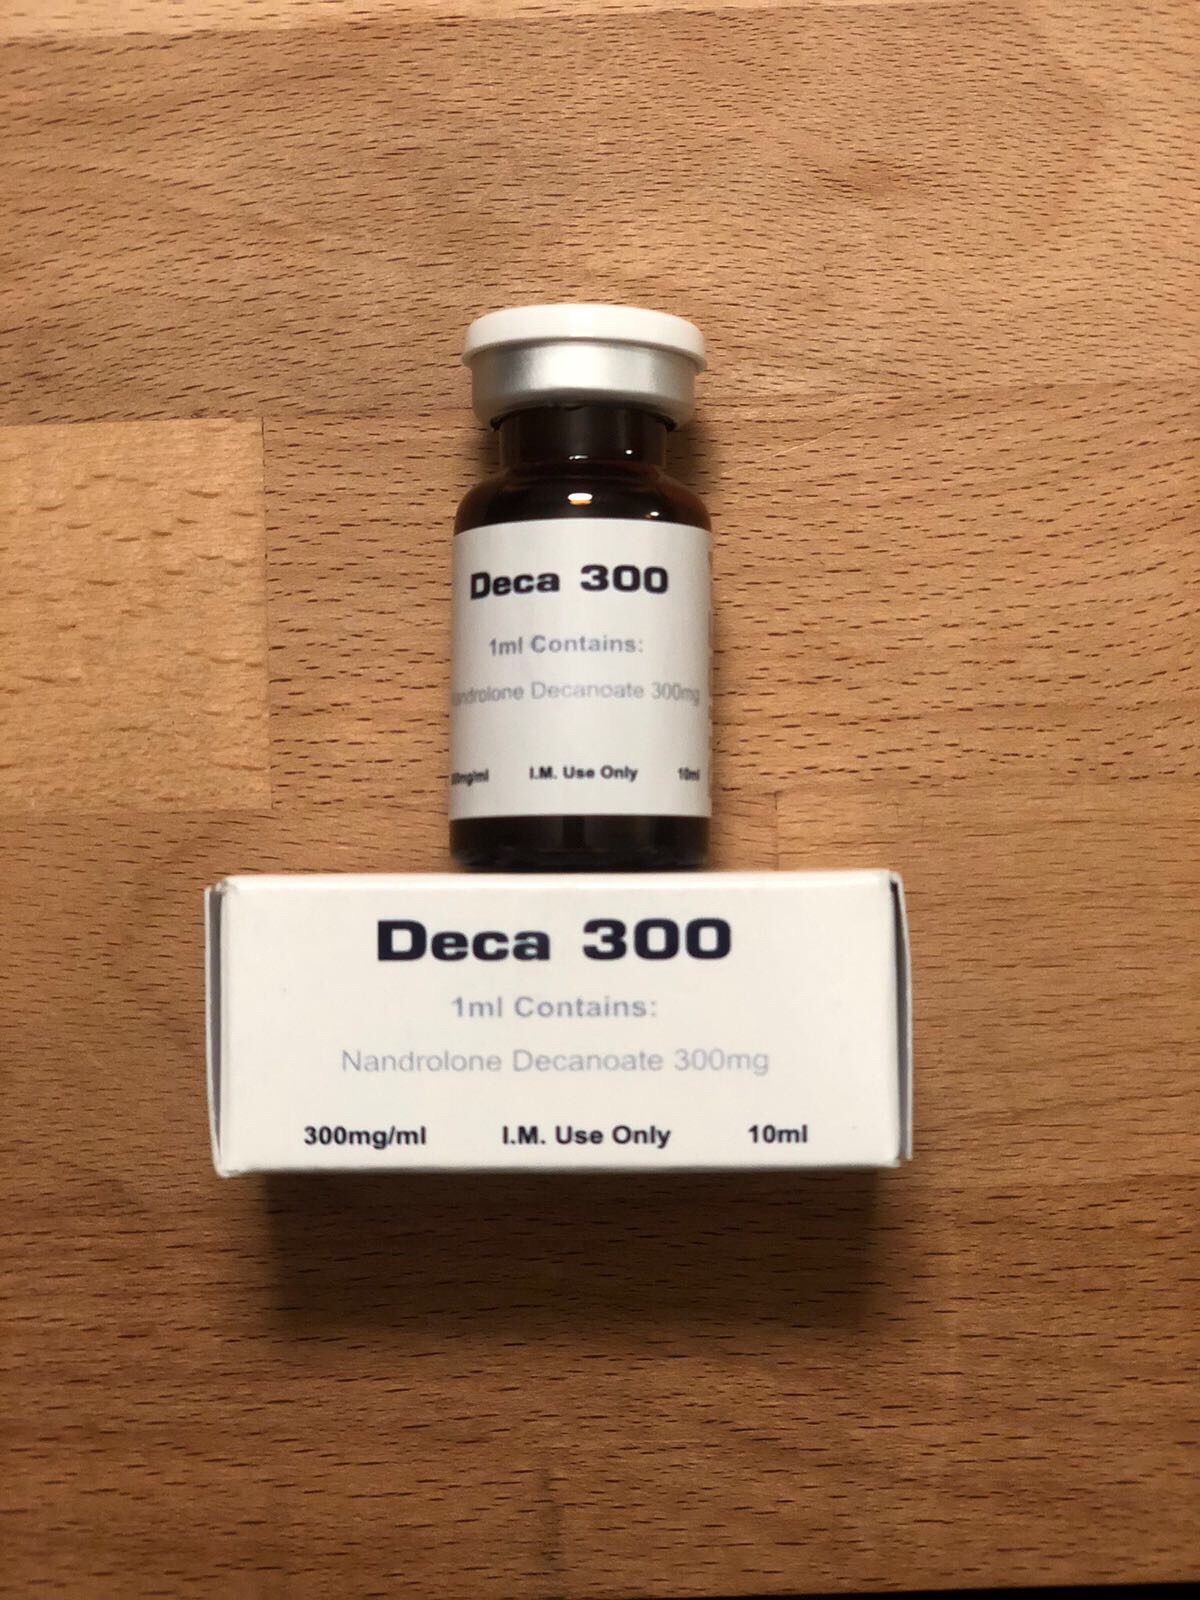 Deca 300
1ml Contains:
Decanoate 300mg
I.M. Use Only 10ml
Deca 300
1ml Contains:
Nandrolone Decanoate 300mg
300mg/ml I.M. Use Only 10ml